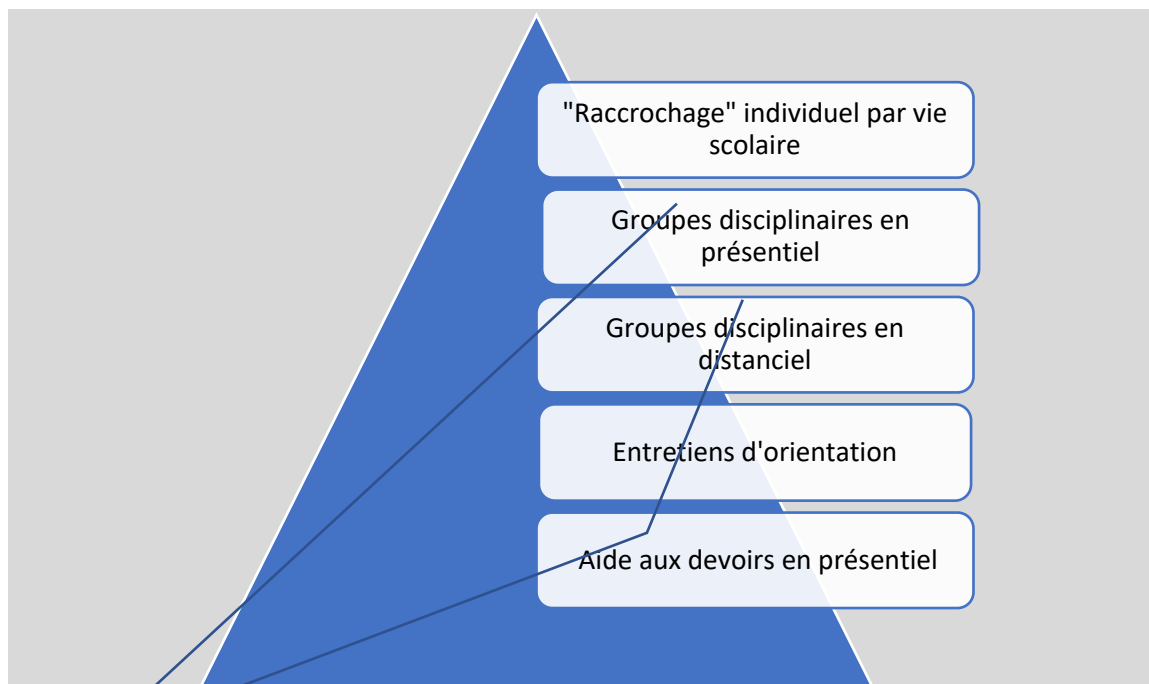 "Raccrochage" individuel par vie
scolaire
Groupes disciplinaires en
présentiel
Groupes disciplinaires en
distanciel
Entretiens d'orientation
Aide aux devoirs en présentiel